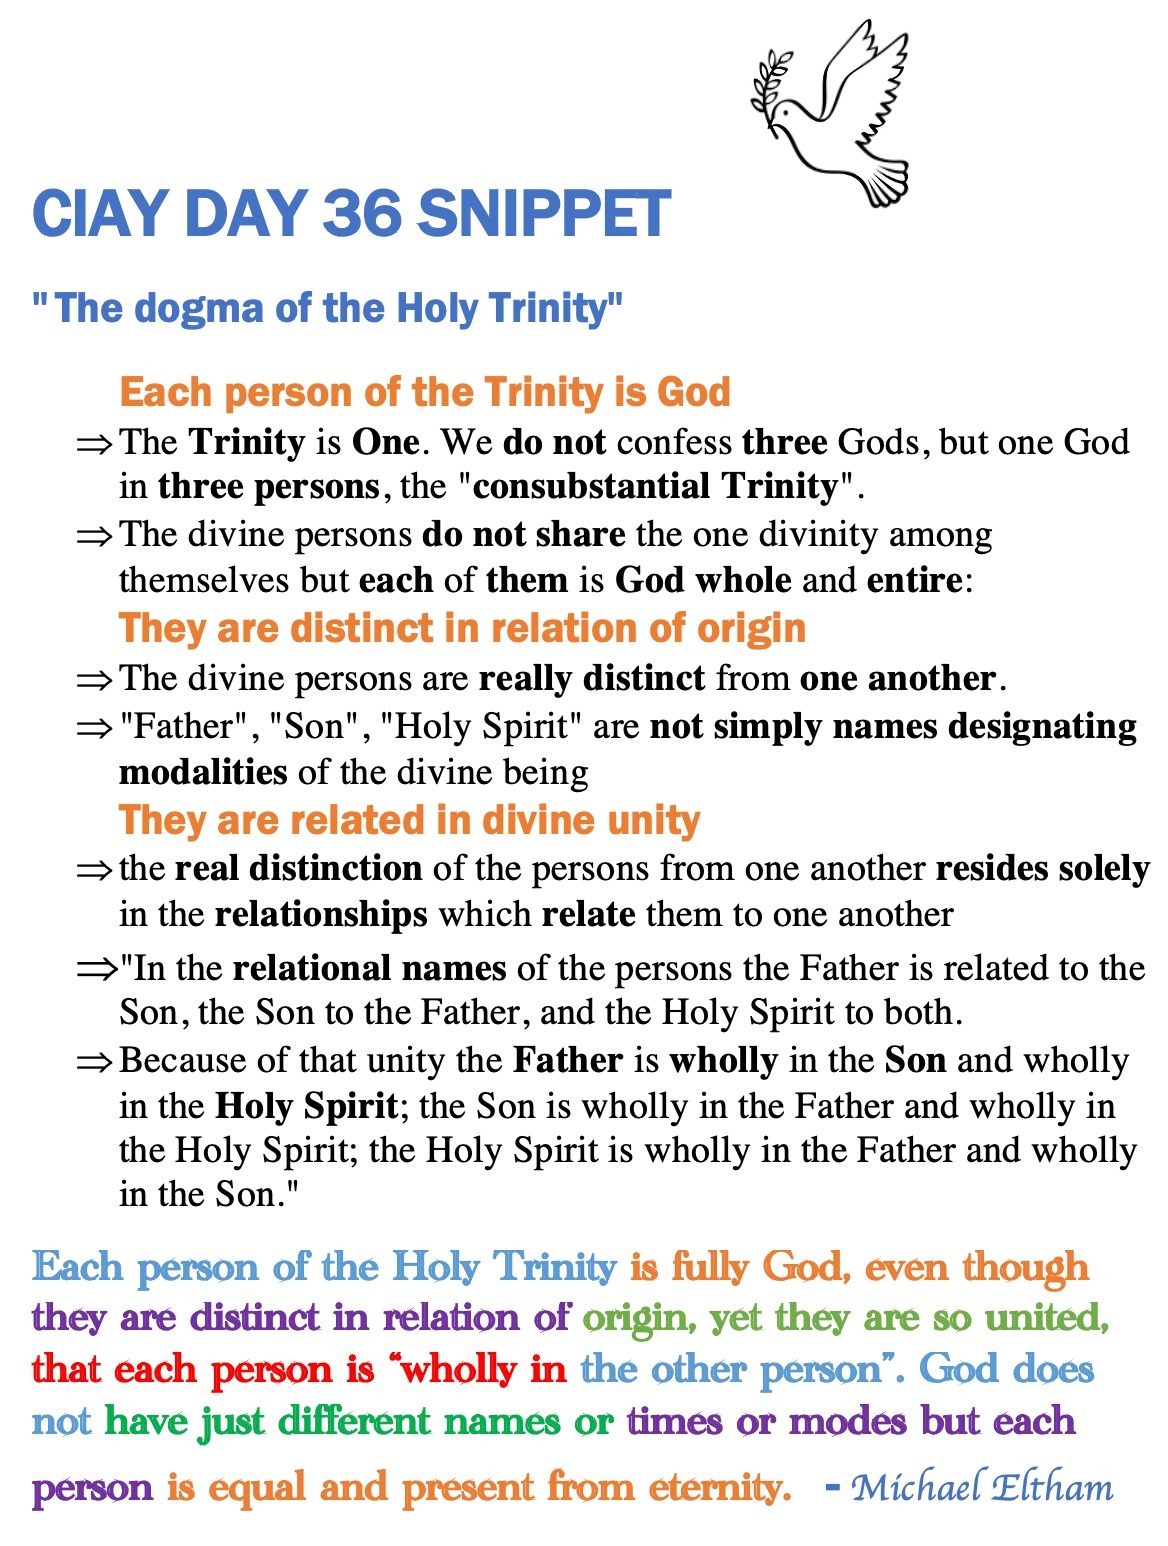 CIAY DAY 36 SNIPPET
" The dogma of the Holy Trinity"
Each person of the Trinity is God
⇒ The Trinity is One. We do not confess three Gods, but one God
in three persons, the "consubstantial Trinity".
⇒ The divine persons do not share the one divinity among
themselves but each of them is God whole and entire:
They are distinct in relation of origin
⇒ The divine persons are really distinct from one another.
⇒ "Father", "Son", "Holy Spirit" are not simply names designating
modalities of the divine being
They are related in divine unity
⇒ the real distinction of the persons from one another resides solely
in the relationships which relate them to one another
⇒ "In the relational names of the persons the Father is related to the
Son, the Son to the Father, and the Holy Spirit to both.
⇒ Because of that unity the Father is wholly in the Son and wholly
in the Holy Spirit; the Son is wholly in the Father and wholly in
the Holy Spirit; the Holy Spirit is wholly in the Father and wholly
in the Son."
Each person of the Holy Trinity is fully God, even though
they are distinct in relation of origin, yet they are so united,
that each person is “wholly in the other person”. God does
not have just different names or times or modes but each
person is equal and present from eternity. - Michael Eltham